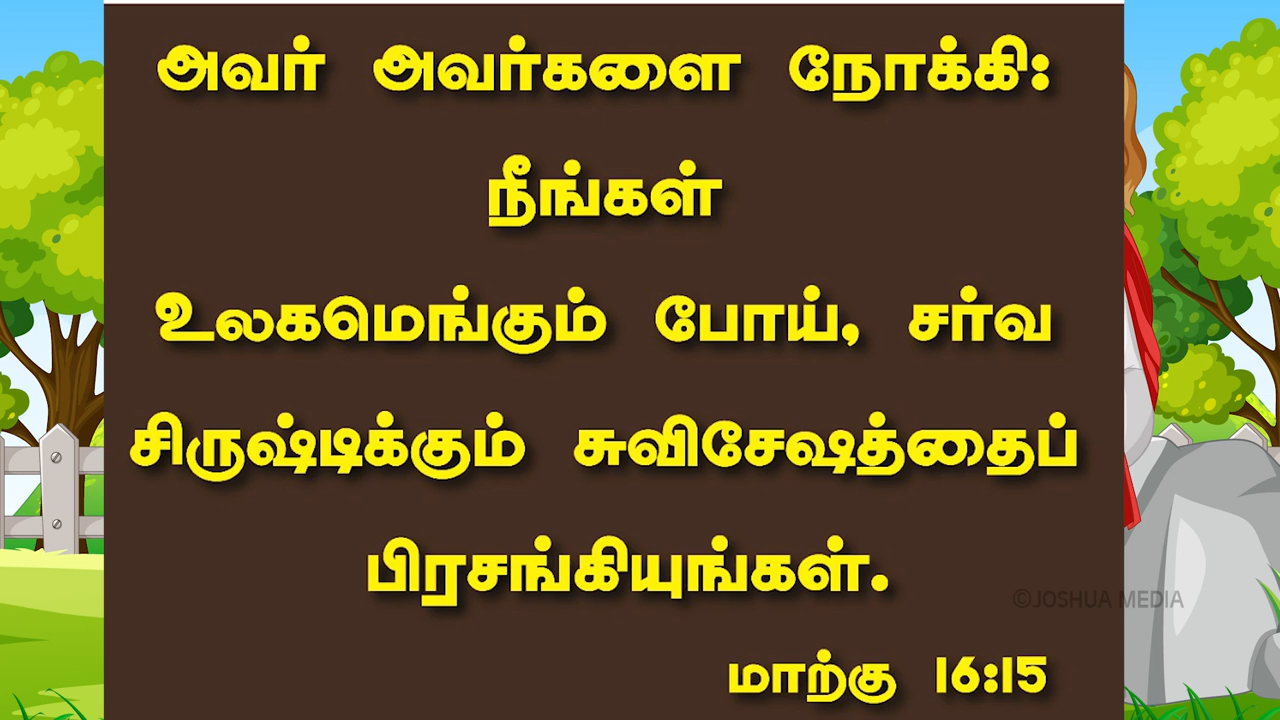 அவர் அவர்களை நோக்கி:
நீங்கள்
உலகமெங்கும் போய், சர்வ
சிருஷ்டிக்கும் சுவிசேஷத்தைப்
பிரசங்கியுங்கள்.
©JOSHUA MEDIA
மாற்கு 16:15